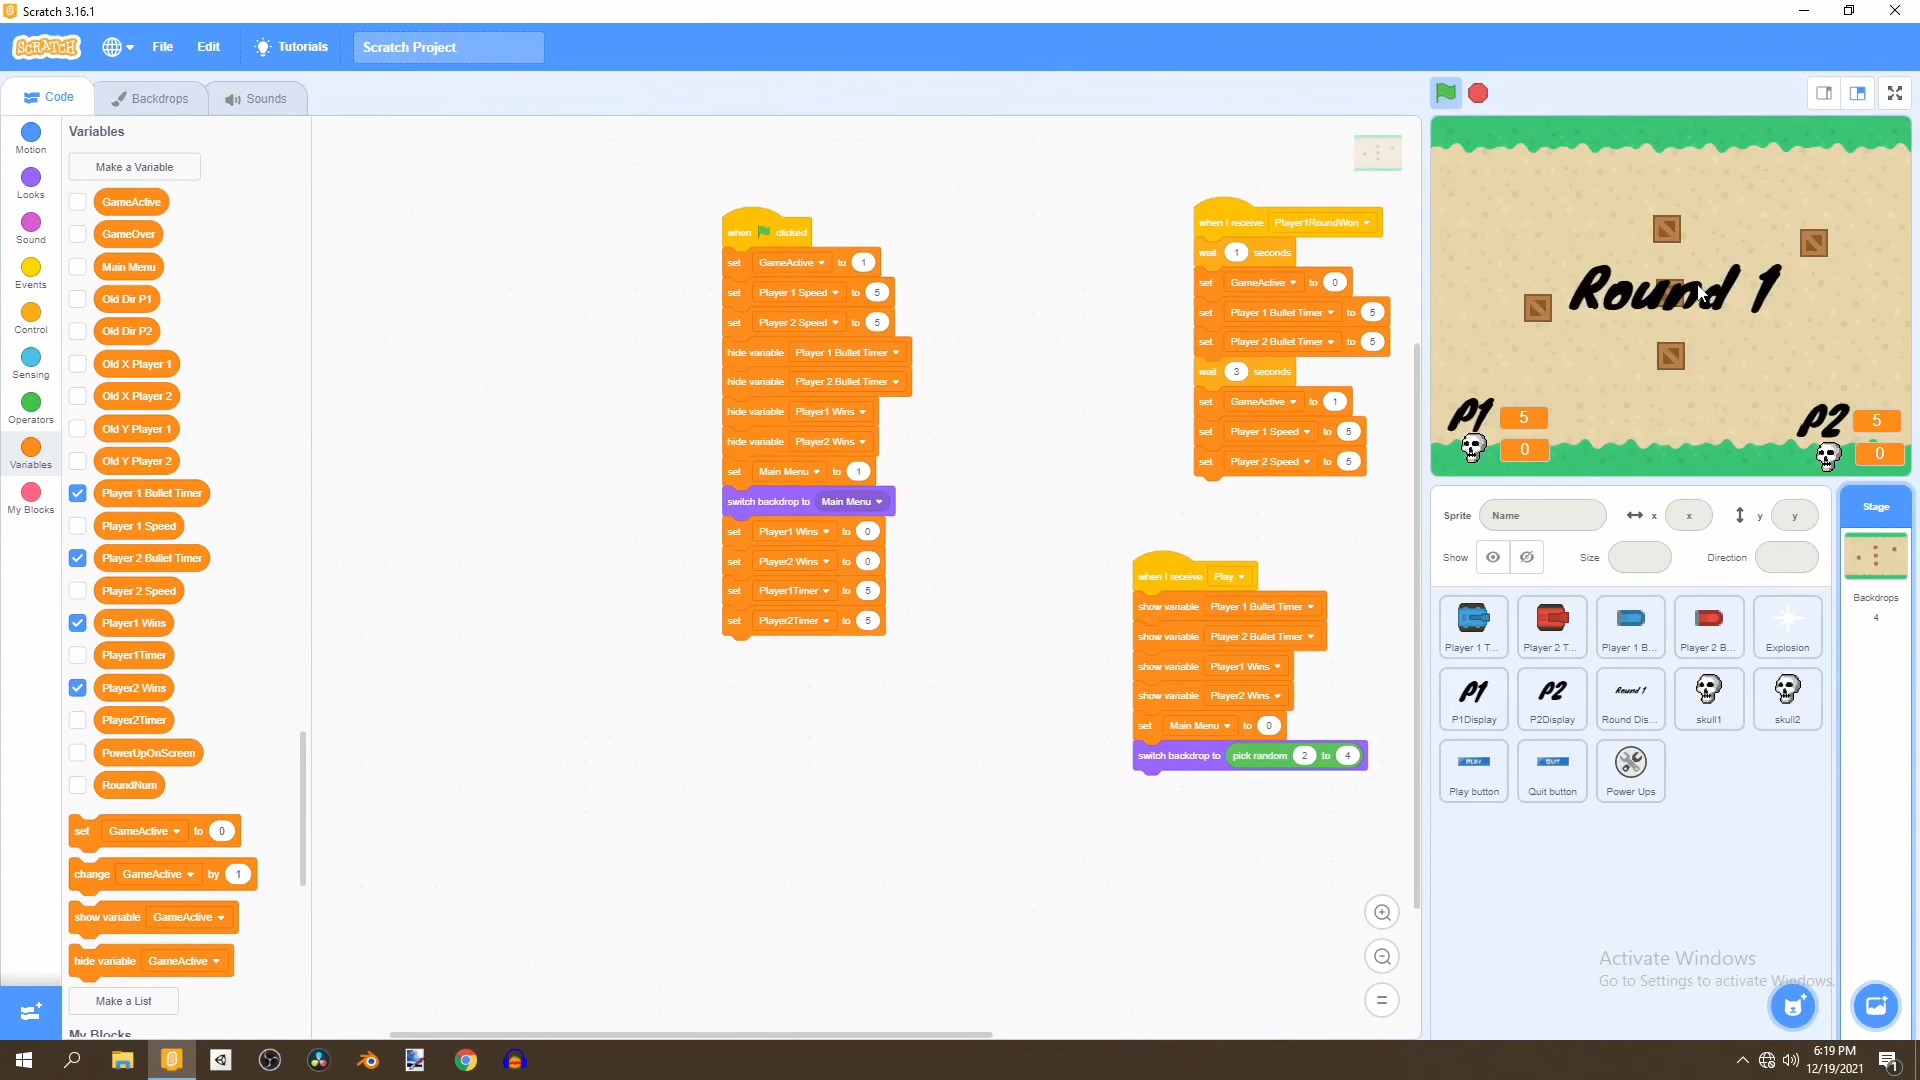 Scratch 3.16.1
SCRATCH
File
Edit
Tutorials
Scratch Project
Code
Backdrops
Sounds
Motion
Looks
Sound
Events
Control
Sensing
Operators
Variables
My Blocks
Variables
Make a Variable
GameActive
GameOver
Main Menu
Old Dir P1
Old Dir P2
Old X Player 1
Old X Player 2
Old Y Player 1
Old Y Player 2
Player 1 Bullet Timer
Player 1 Speed
Player 2 Bullet Timer
Player 2 Speed
Player1 Wins
Player1Timer
Player2 Wins
Player2Timer
PowerUpOnScreen
RoundNum
set GameActive to 0
change GameActive by 1
show variable GameActive
hide variable GameActive
Make a List
My Blocks
when clicked
set GameActive to 1
set Player 1 Speed to 5
set Player 2 Speed to 5
hide variable Player 1 Bullet Timer
hide variable Player 2 Bullet Timer
hide variable Player1 Wins
hide variable Player2 Wins
set Main Menu to 1
switch backdrop to Main Menu
set Player1 Wins to 0
set Player2 Wins to 0
set Player1Timer to 5
set Player2Timer to 5
when I receive Player1RoundWon
wait 1 seconds
set GameActive to 0
set Player 1 Bullet Timer to 5
set Player 2 Bullet Timer to 5
wait 3 seconds
set GameActive to 1
set Player 1 Speed to 5
set Player 2 Speed to 5
when I receive Play
show variable Player 1 Bullet Timer
show variable Player 2 Bullet Timer
show variable Player1 Wins
show variable Player2 Wins
set Main Menu to 0
switch backdrop to pick random 2 to 4
Round 1
P1 5
0
P2 5
0
Sprite Name x x y y
Show Size Direction
Stage
Backdrops
4
Player 1 T...
Player 2 T...
Player 1 B...
Player 2 B...
Explosion
P1
P1Display
P2
P2Display
Round 1
Round Dis...
skull1
skull2
PLAY
Play button
QUIT
Quit button
Power Ups
Activate Windows
Go to Settings to activate Windows.
6:19 PM
12/19/2021
1